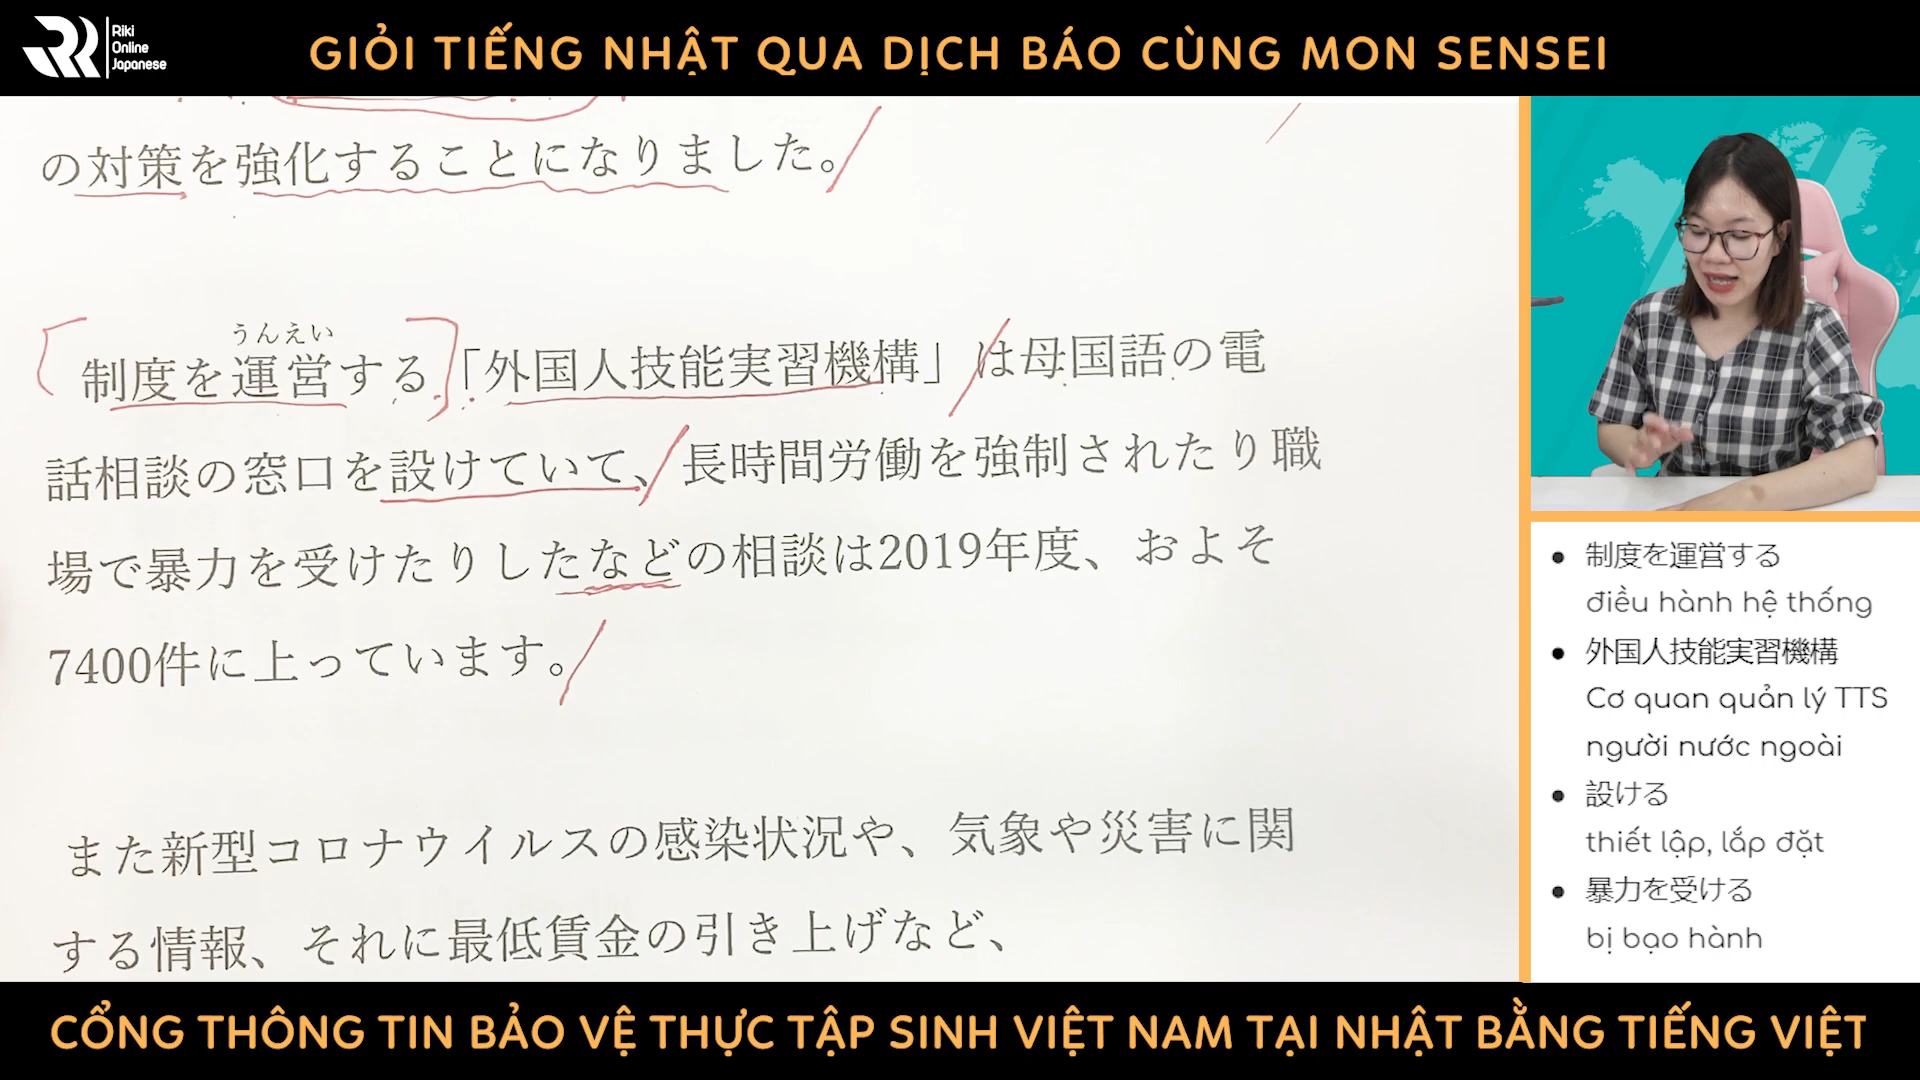 Riki
Online
Japanese
GIỎI TIẾNG NHẬT QUA DỊCH BÁO CÙNG MON SENSEI
の対策を強化することになりました。
うんえい
制度を運営する「外国人技能実習機構」は母国語の電
話相談の窓口を設けていて、長時間労働を強制されたり職
場で暴力を受けたりしたなどの相談は2019年度、およそ
7400件に上っています。
また新型コロナウイルスの感染状況や、気象や災害に関
する情報、それに最低賃金の引き上げなど、
• 制度を運営する
điều hành hệ thống
• 外国人技能実習機構
Cơ quan quản lý TTS
người nước ngoài
• 設ける
thiết lập, lắp đặt
• 暴力を受ける
bị bạo hành
CỔNG THÔNG TIN BẢO VỆ THỰC TẬP SINH VIỆT NAM TẠI NHẬT BẰNG TIẾNG VIỆT